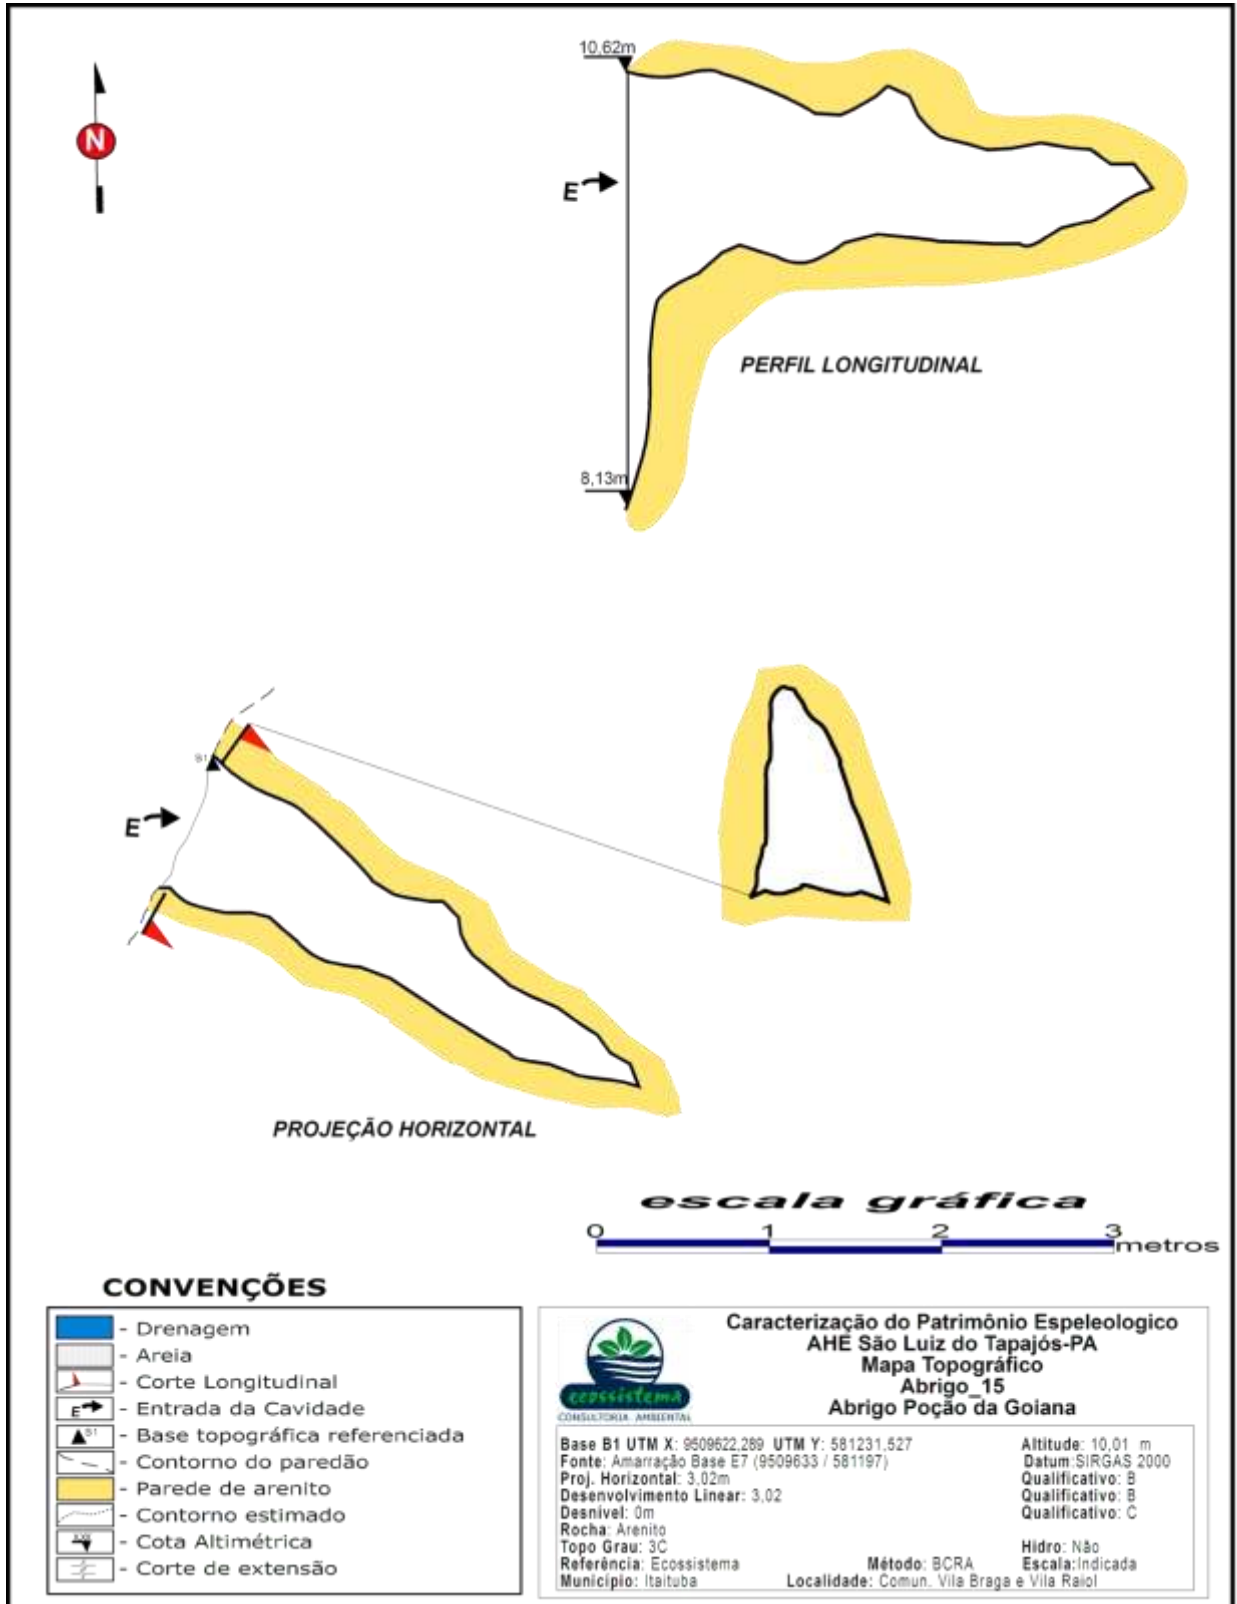 10,62m
N
E
PERFIL LONGITUDINAL
8,13m
B1
E
PROJEÇÃO HORIZONTAL
escala gráfica
0 1 2 3
metros
CONVENÇÕES
- Drenagem
- Areia
- Corte Longitudinal
E - Entrada da Cavidade
B1 - Base topográfica referenciada
- Contorno do paredão
- Parede de arenito
- Contorno estimado
- Cota Altimétrica
- Corte de extensão
ecossistema
CONSULTORIA AMBIENTAL
Caracterização do Patrimônio Espeleologico
AHE São Luiz do Tapajós-PA
Mapa Topográfico
Abrigo_15
Abrigo Poção da Goiana
Base B1 UTM X: 9509622,289 UTM Y: 581231,527 Altitude: 10,01 m
Fonte: Amarração Base E7 (9509633 / 581197) Datum:SIRGAS 2000
Proj. Horizontal: 3,02m Qualificativo: B
Desenvolvimento Linear: 3,02 Qualificativo: B
Desnível: 0m Qualificativo: C
Rocha: Arenito
Topo Grau: 3C Hidro: Não
Referência: Ecossistema Método: BCRA Escala:Indicada
Município: Itaituba Localidade: Comun. Vila Braga e Vila Raiol